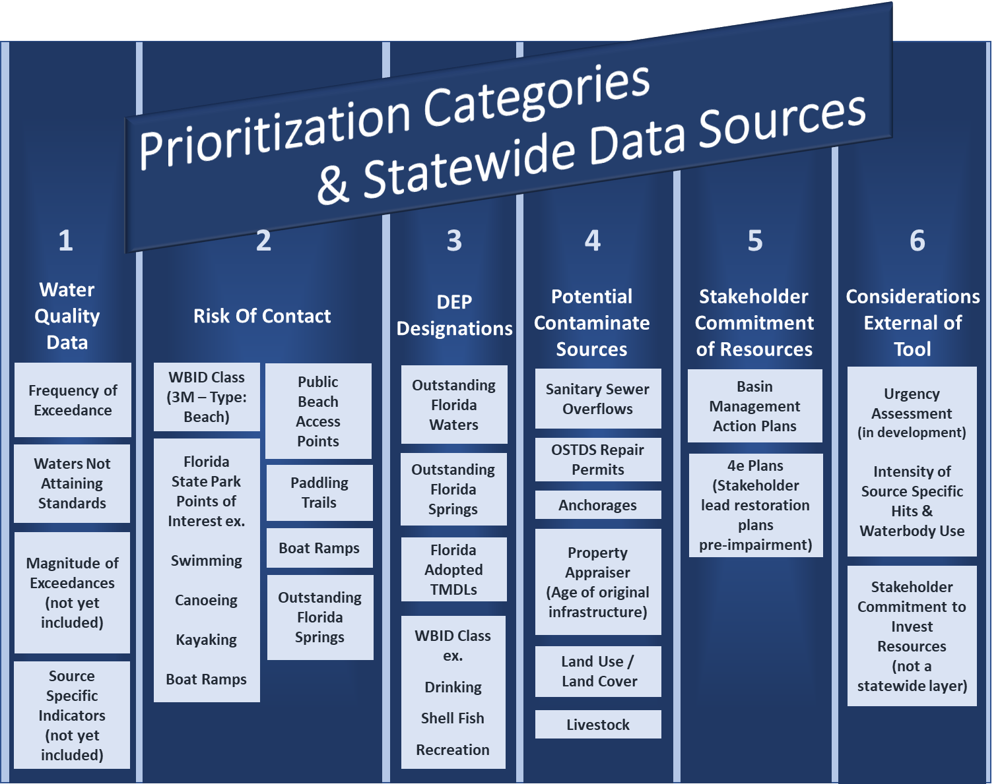 Prioritization Categories
& Statewide Data Sources
1
Water
Quality
Data
Frequency of
Exceedance
Waters Not
Attaining
Standards
Magnitude of
Exceedances
(not yet
included)
Source
Specific
Indicators
(not yet
included)
2
Risk Of Contact
WBID Class
(3M – Type:
Beach)
Florida
State Park
Points of
Interest ex.
Swimming
Canoeing
Kayaking
Boat Ramps
Public
Beach
Access
Points
Paddling
Trails
Boat Ramps
Outstanding
Florida
Springs
3
DEP
Designations
Outstanding
Florida
Waters
Outstanding
Florida
Springs
Florida
Adopted
TMDLs
WBID Class
ex.
Drinking
Shell Fish
Recreation
4
Potential
Contaminate
Sources
Sanitary Sewer
Overflows
OSTDS Repair
Permits
Anchorages
Property
Appraiser
(Age of original
infrastructure)
Land Use /
Land Cover
Livestock
5
Stakeholder
Commitment
of Resources
Basin
Management
Action Plans
4e Plans
(Stakeholder
lead restoration
plans
pre-impairment)
6
Considerations
External of
Tool
Urgency
Assessment
(in development)
Intensity of
Source Specific
Hits &
Waterbody Use
Stakeholder
Commitment to
Invest
Resources
(not a
statewide layer)